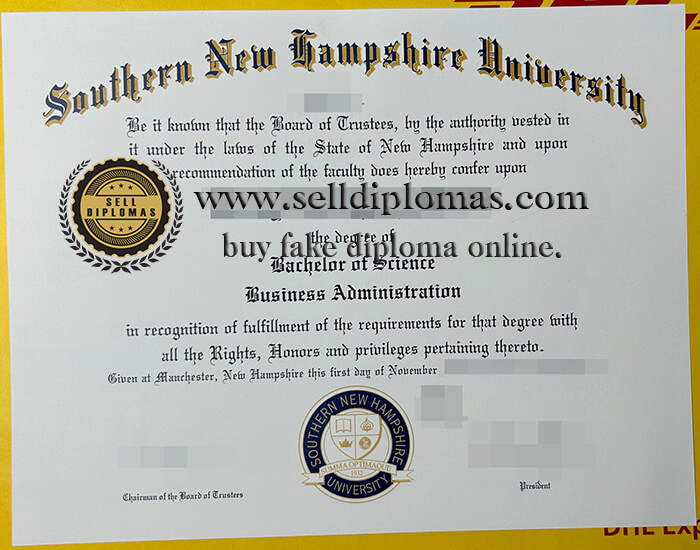 Southern New Hampshire University
Be it known that the Board of Trustees, by the authority vested in
it under the laws of the State of New Hampshire and upon
recommendation of the faculty does hereby confer upon
SELL
DIPLOMAS
www.selldiplomas.com
buy fake diploma online.
the degree of
Bachelor of Science
Business Administration
in recognition of fulfillment of the requirements for that degree with
all the Rights, Honors and privileges pertaining thereto.
Given at Manchester, New Hampshire this first day of November
SOUTHERN NEW HAMPSHIRE
SUMMA OPTIMAQUE
1932
UNIVERSITY
Chairman of the Board of Trustees
President